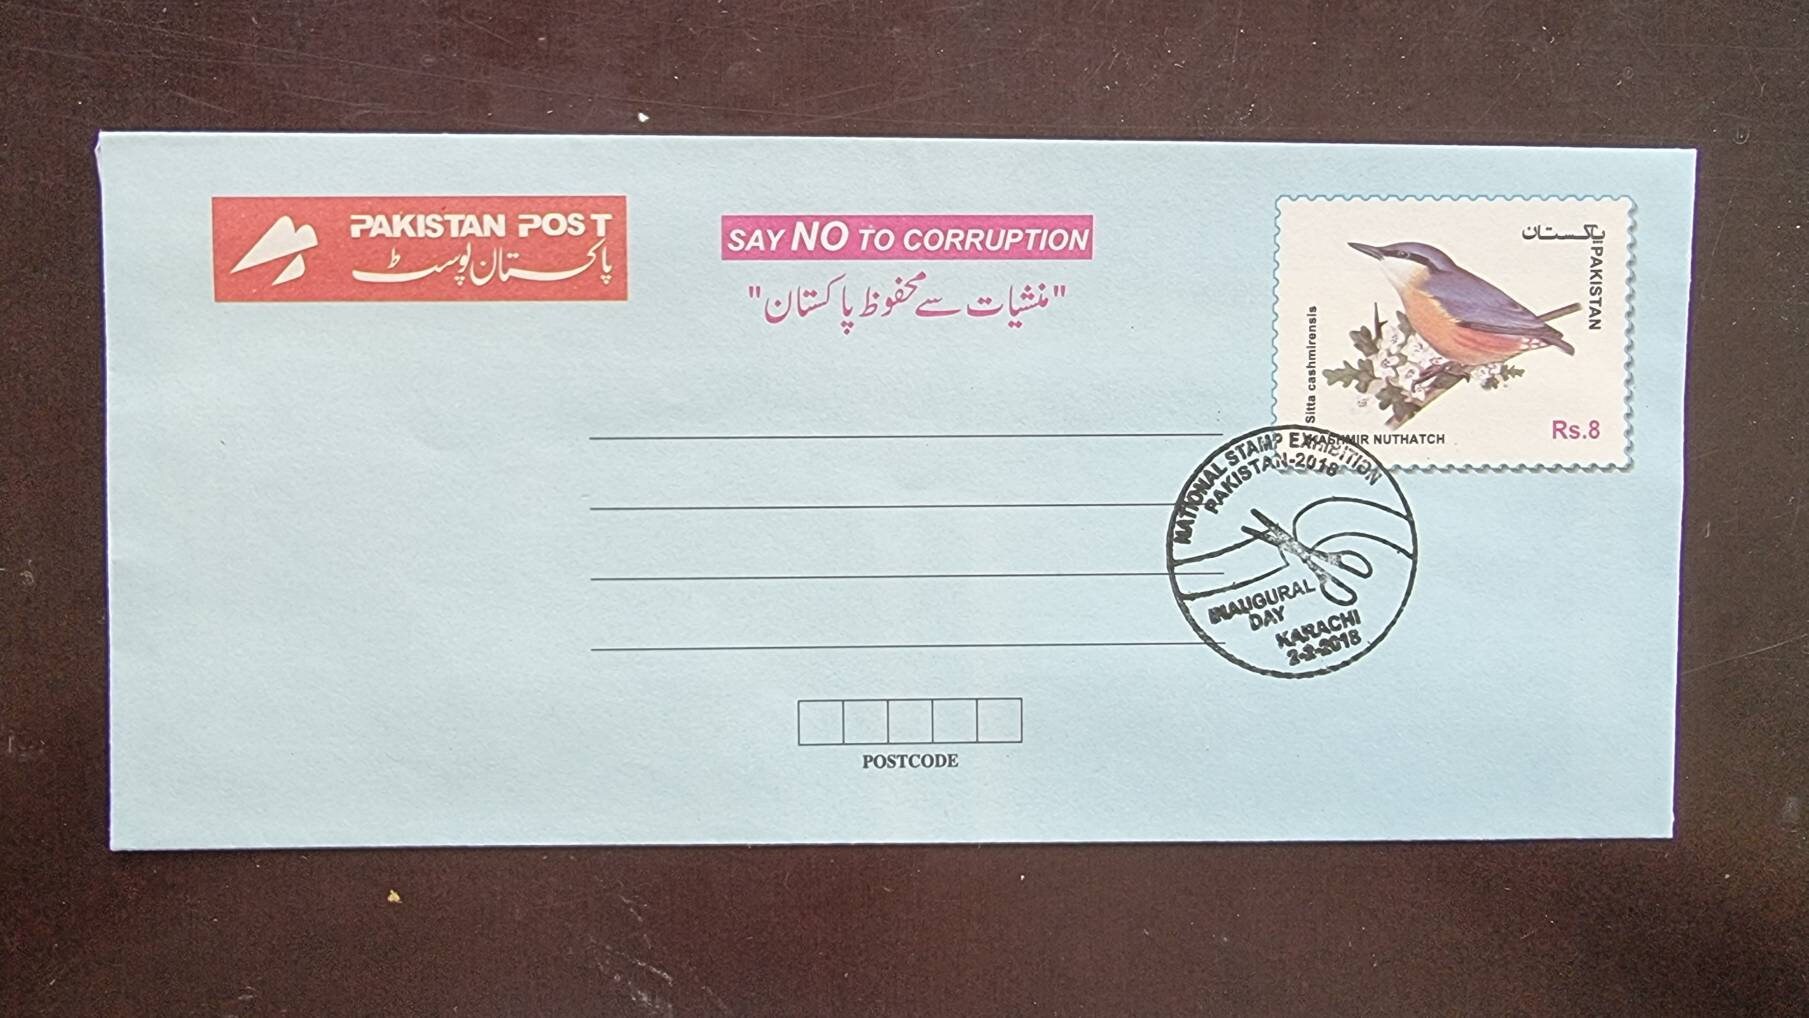 PAKISTAN POST
پاکستان پوسٹ
SAY NO TO CORRUPTION
"منشیات سے محفوظ پاکستان"
پاکستان
PAKISTAN
Sitta cashmirensis
KASHMIR NUTHATCH
Rs.8
NATIONAL STAMP EXHIBITION
PAKISTAN-2018
INAUGURAL
DAY
KARACHI
2-2-2018
POSTCODE